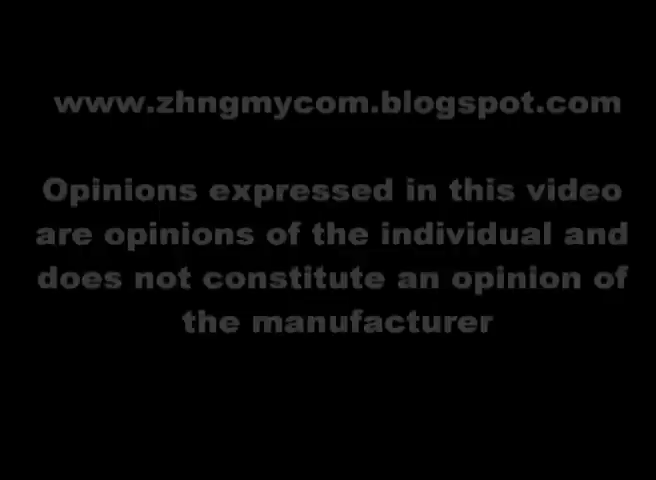 www.zhngmycom.blogspot.com
Opinions expressed in this video
are opinions of the individual and
does not constitute an opinion of
the manufacturer